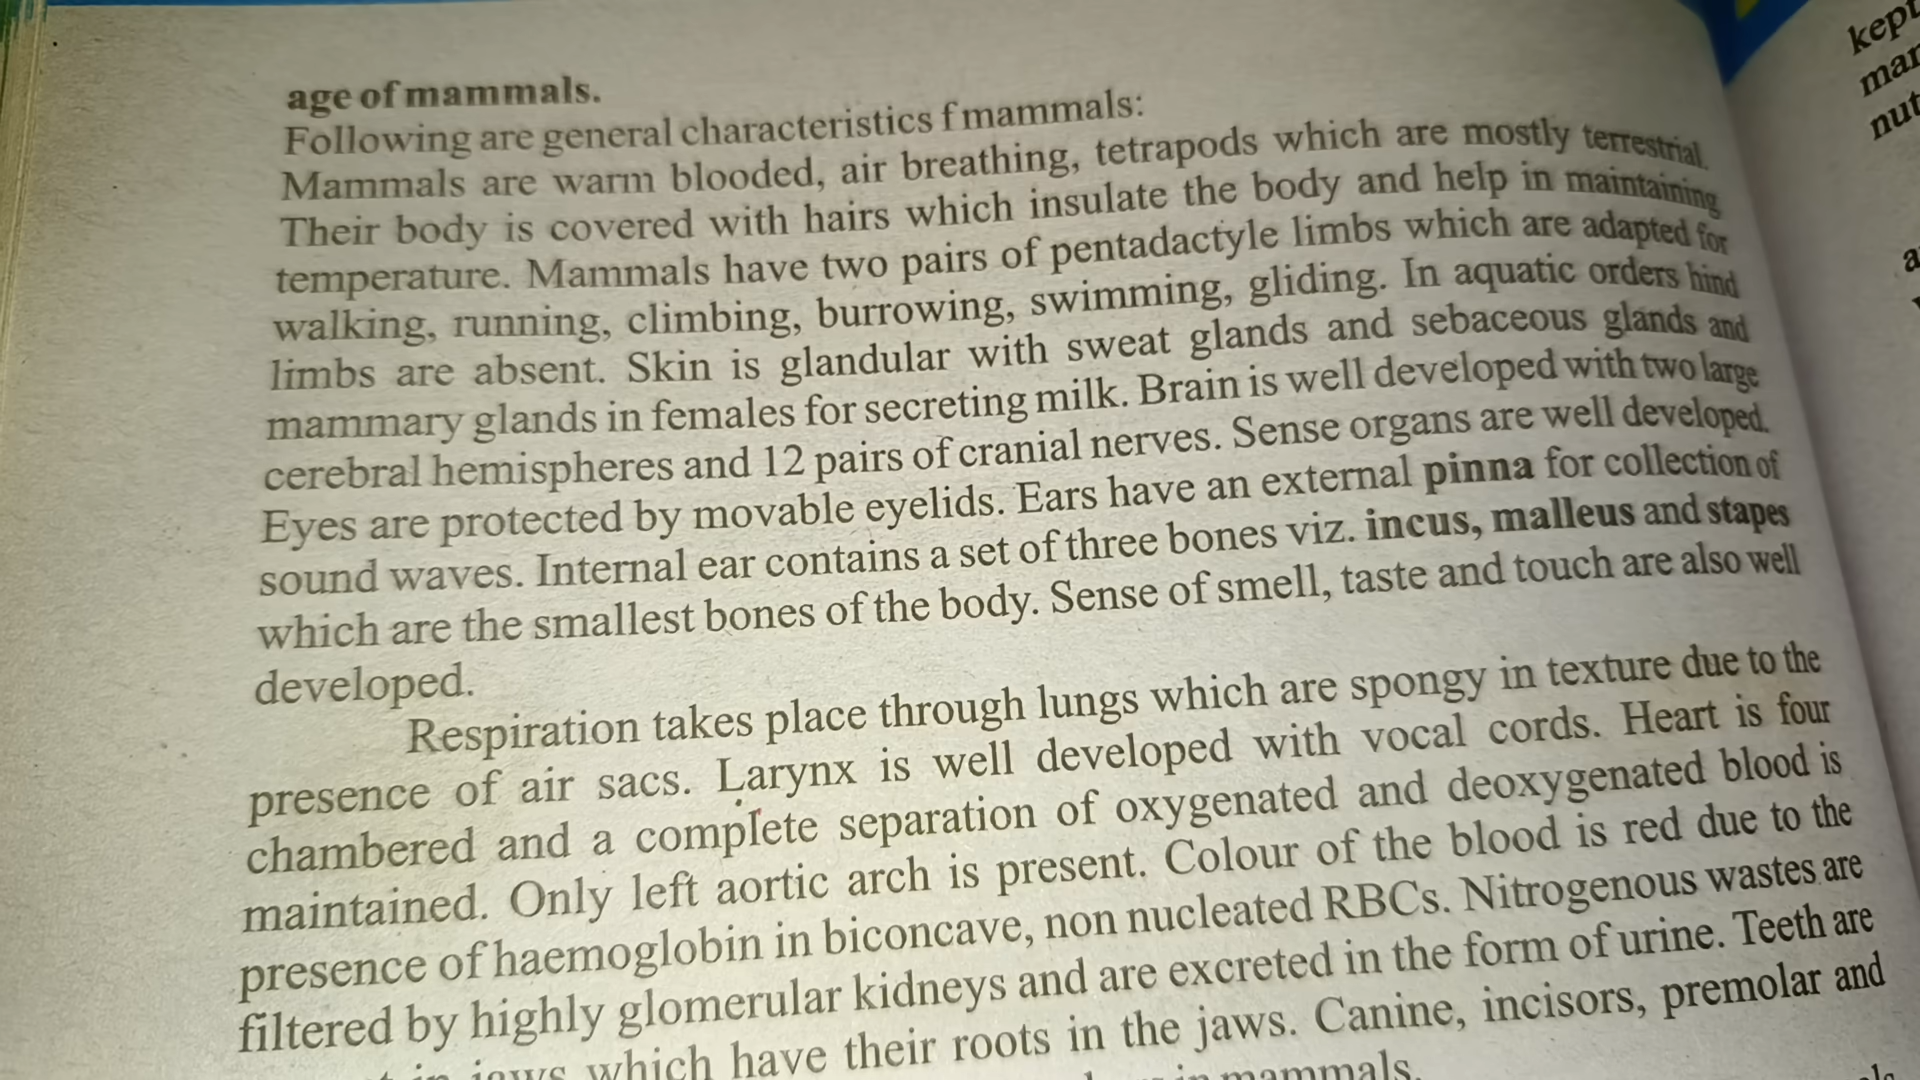 age of mammals.
Following are general characteristics f mammals:
Mammals are warm blooded, air breathing, tetrapods which are mostly terrestrial.
Their body is covered with hairs which insulate the body and help in maintaining
temperature. Mammals have two pairs of pentadactyle limbs which are adapted for
walking, running, climbing, burrowing, swimming, gliding. In aquatic orders hind
limbs are absent. Skin is glandular with sweat glands and sebaceous glands and
mammary glands in females for secreting milk. Brain is well developed with two large
cerebral hemispheres and 12 pairs of cranial nerves. Sense organs are well developed.
Eyes are protected by movable eyelids. Ears have an external pinna for collection of
sound waves. Internal ear contains a set of three bones viz. incus, malleus and stapes
which are the smallest bones of the body. Sense of smell, taste and touch are also well
developed.
Respiration takes place through lungs which are spongy in texture due to the
presence of air sacs. Larynx is well developed with vocal cords. Heart is four
chambered and a complete separation of oxygenated and deoxygenated blood is
maintained. Only left aortic arch is present. Colour of the blood is red due to the
presence of haemoglobin in biconcave, non nucleated RBCs. Nitrogenous wastes are
filtered by highly glomerular kidneys and are excreted in the form of urine. Teeth are
in jaws which have their roots in the jaws. Canine, incisors, premolar and
in mammals.
kept
nut